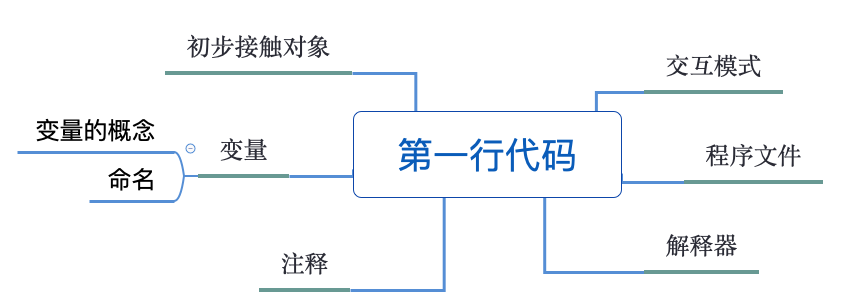 初步接触对象
交互模式
变量的概念
变量
第一行代码
程序文件
命名
解释器
注释